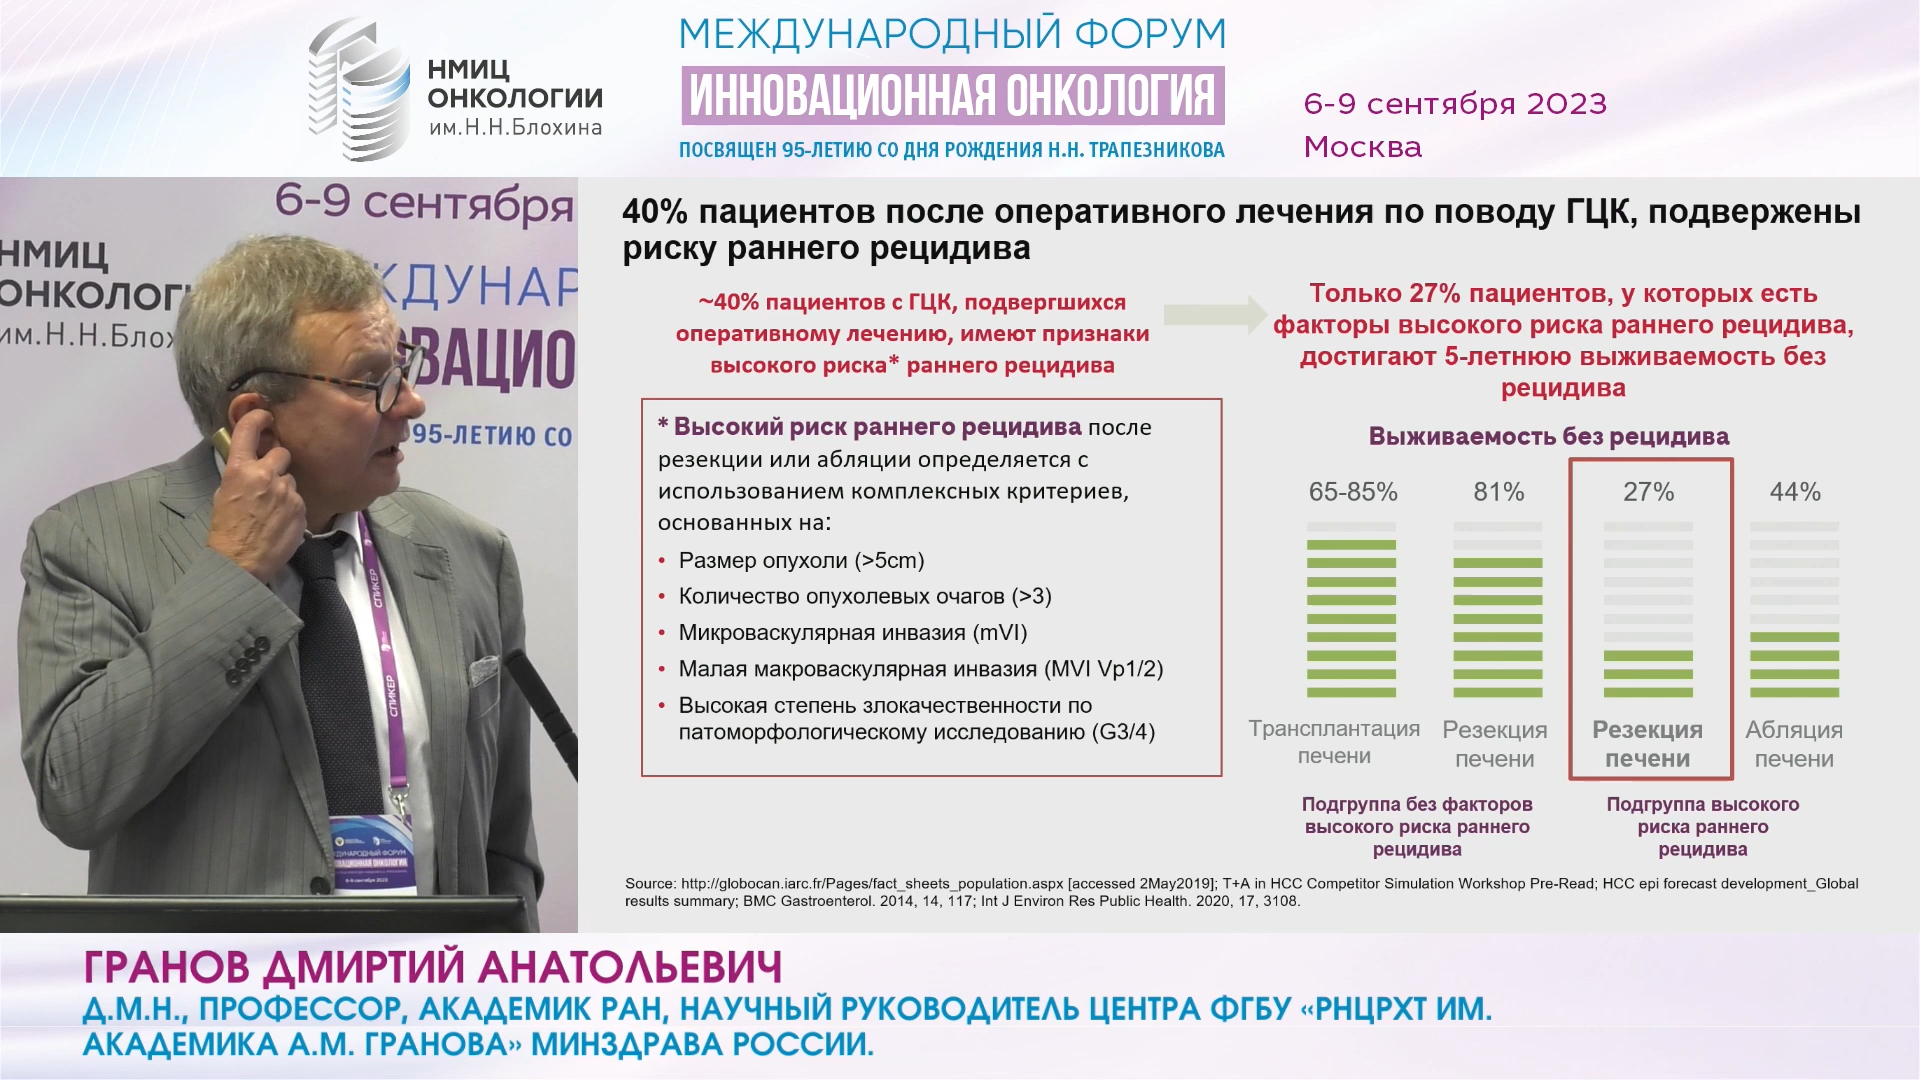 НМИЦ
ОНКОЛОГИИ
им.Н.Н.Блохина
МЕЖДУНАРОДНЫЙ ФОРУМ
ИННОВАЦИОННАЯ ОНКОЛОГИЯ
ПОСВЯЩЕН 95-ЛЕТИЮ СО ДНЯ РОЖДЕНИЯ Н.Н. ТРАПЕЗНИКОВА
6-9 сентября 2023
Москва
6-9 сентября
НМИЦ
ОНКОЛОГ
им.Н.Н.Блох
ЖДУНАР
ОВАЦИО
95-ЛЕТИЮ СО
СПИКЕР
СПИКЕР
40% пациентов после оперативного лечения по поводу ГЦК, подвержены
риску раннего рецидива
~40% пациентов с ГЦК, подвергшихся
оперативному лечению, имеют признаки
высокого риска* раннего рецидива
Только 27% пациентов, у которых есть
факторы высокого риска раннего рецидива,
достигают 5-летнюю выживаемость без
рецидива
* Высокий риск раннего рецидива после
резекции или абляции определяется с
использованием комплексных критериев,
основанных на:
• Размер опухоли (>5cm)
• Количество опухолевых очагов (>3)
• Микроваскулярная инвазия (mVI)
• Малая макроваскулярная инвазия (MVI Vp1/2)
• Высокая степень злокачественности по
патоморфологическому исследованию (G3/4)
Выживаемость без рецидива
65-85% 81% 27% 44%
Трансплантация Резекция Резекция Абляция
печени печени печени печени
Подгруппа без факторов
высокого риска раннего
рецидива
Подгруппа высокого
риска раннего
рецидива
Source: http://globocan.iarc.fr/Pages/fact_sheets_population.aspx [accessed 2May2019]; T+A in HCC Competitor Simulation Workshop Pre-Read; HCC epi forecast development_Global
results summary; BMC Gastroenterol. 2014, 14, 117; Int J Environ Res Public Health. 2020, 17, 3108.
ГРАНОВ ДМИРТИЙ АНАТОЛЬЕВИЧ
Д.М.Н., ПРОФЕССОР, АКАДЕМИК РАН, НАУЧНЫЙ РУКОВОДИТЕЛЬ ЦЕНТРА ФГБУ «РНЦРХТ ИМ.
АКАДЕМИКА А.М. ГРАНОВА» МИНЗДРАВА РОССИИ.